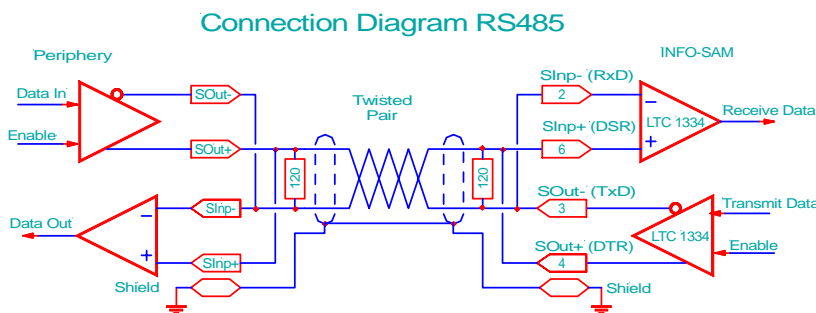 Connection Diagram RS485
Periphery
INFO-SAM
Data In
SOut-
Twisted
Pair
SInp- (RxD)
2
LTC 1334
Receive Data
Enable
SOut+
SInp+ (DSR)
6
120
120
SInp-
SOut- (TxD)
3
Transmit Data
Data Out
LTC 1334
SInp+
SOut+ (DTR)
4
Enable
Shield
Shield